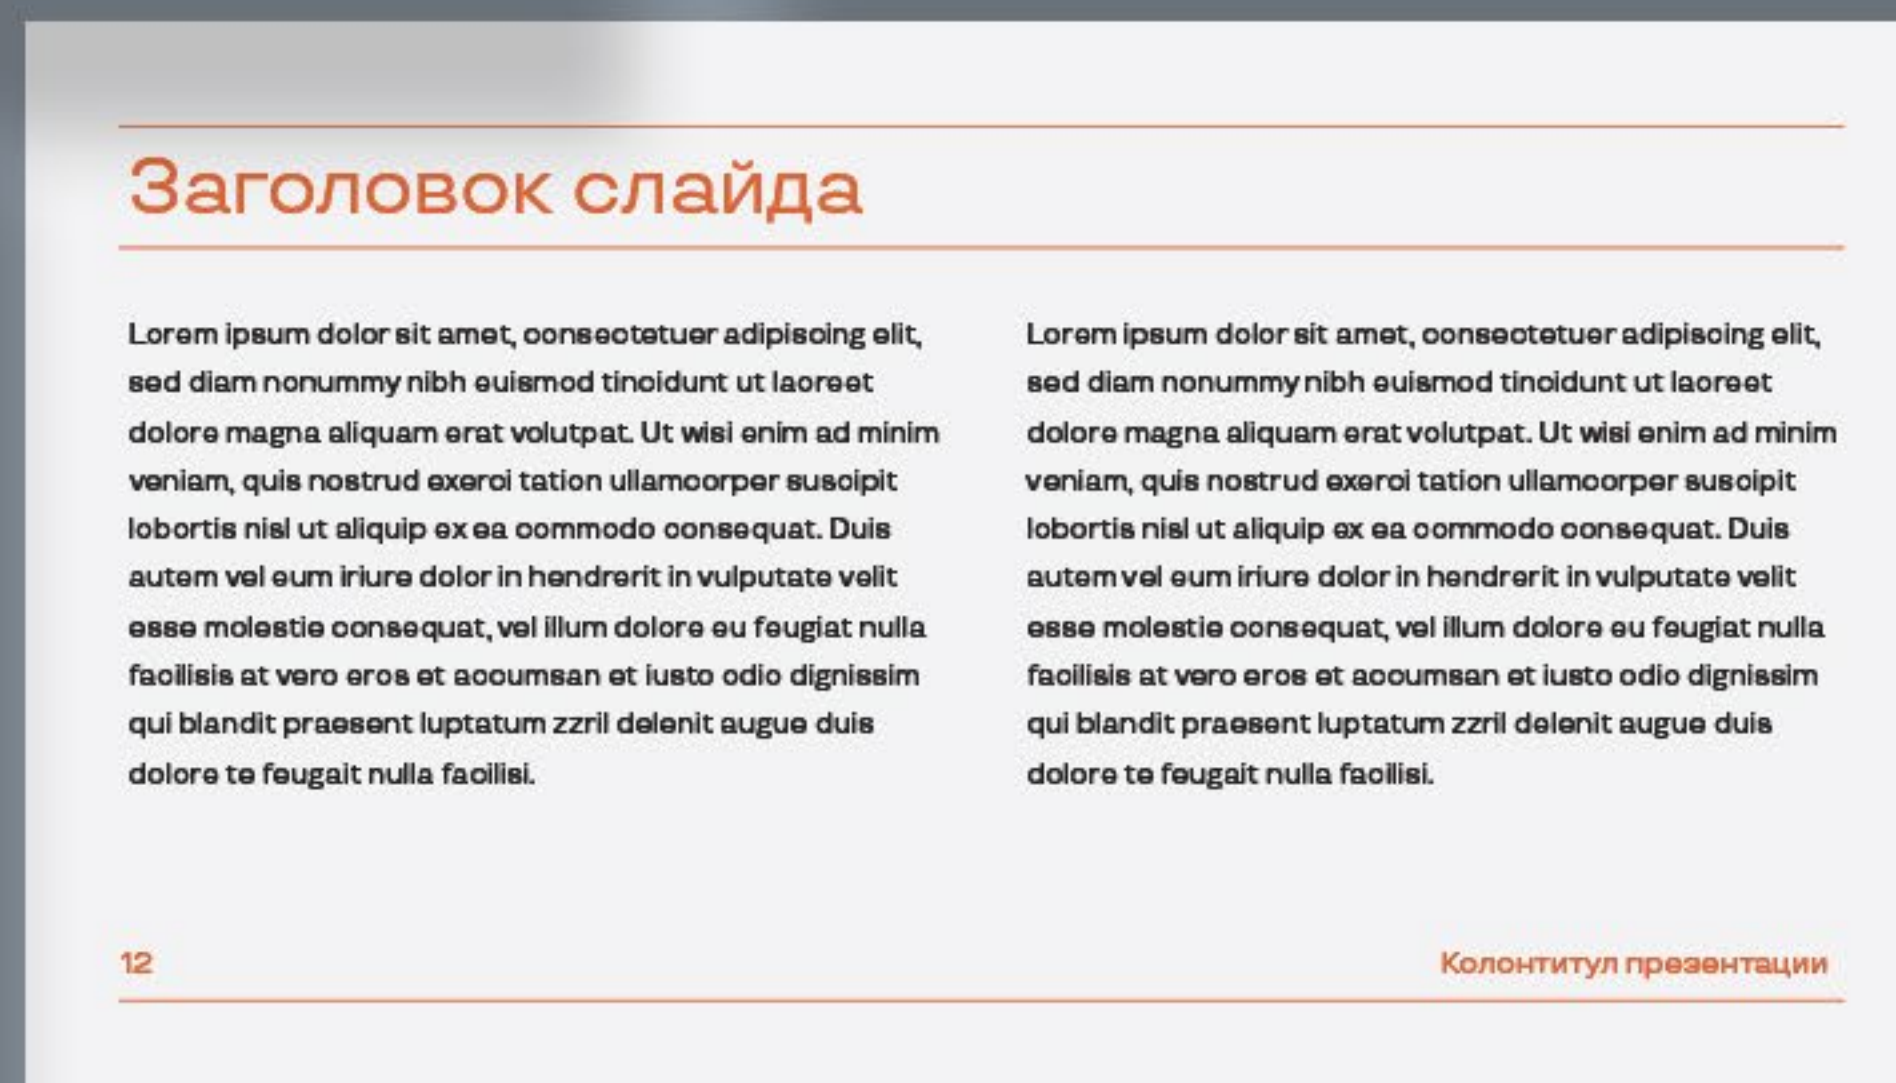 Заголовок слайда
Lorem ipsum dolor sit amet, consectetuer adipiscing elit,
sed diam nonummy nibh euismod tincidunt ut laoreet
dolore magna aliquam erat volutpat. Ut wisi enim ad minim
veniam, quis nostrud exerci tation ullamcorper suscipit
lobortis nisl ut aliquip ex ea commodo consequat. Duis
autem vel eum iriure dolor in hendrerit in vulputate velit
esse molestie consequat, vel illum dolore eu feugiat nulla
facilisis at vero eros et accumsan et iusto odio dignissim
qui blandit praesent luptatum zzril delenit augue duis
dolore te feugait nulla facilisi.
Lorem ipsum dolor sit amet, consectetuer adipiscing elit,
sed diam nonummy nibh euismod tincidunt ut laoreet
dolore magna aliquam erat volutpat. Ut wisi enim ad minim
veniam, quis nostrud exerci tation ullamcorper suscipit
lobortis nisl ut aliquip ex ea commodo consequat. Duis
autem vel eum iriure dolor in hendrerit in vulputate velit
esse molestie consequat, vel illum dolore eu feugiat nulla
facilisis at vero eros et accumsan et iusto odio dignissim
qui blandit praesent luptatum zzril delenit augue duis
dolore te feugait nulla facilisi.
12
Колонтитул презентации